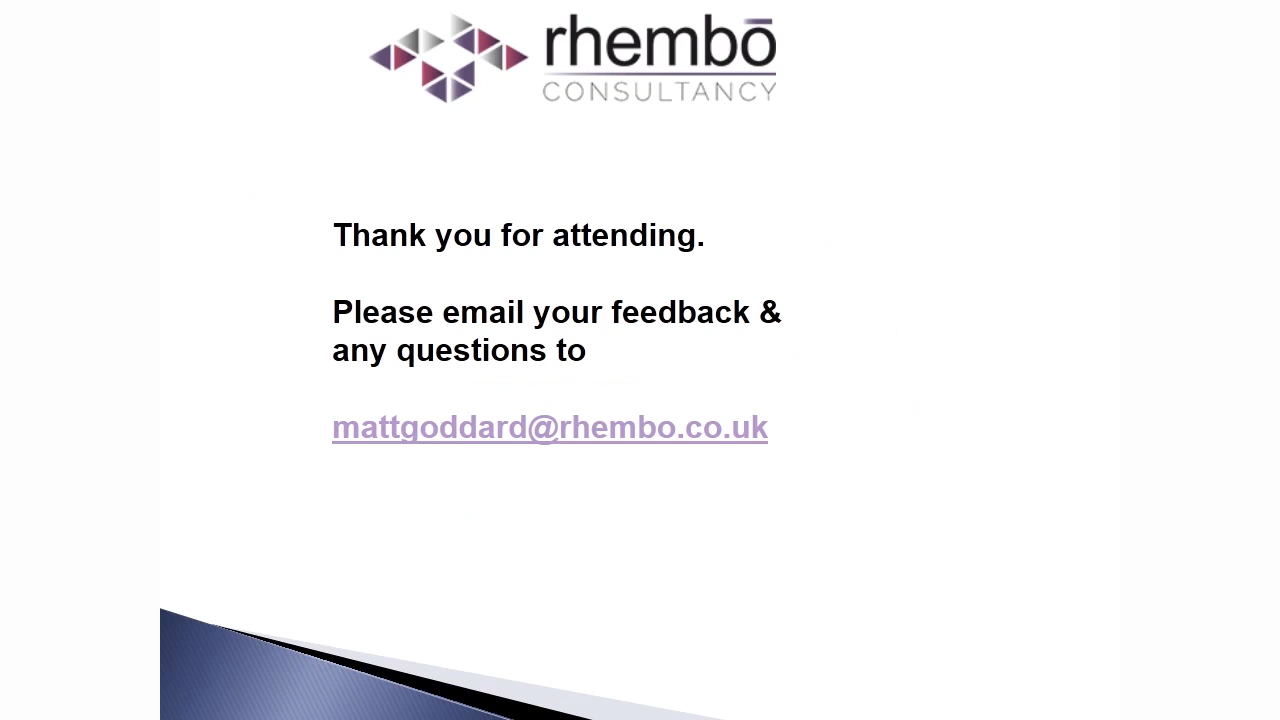 rhembō
CONSULTANCY
Thank you for attending.
Please email your feedback &
any questions to
mattgoddard@rhembo.co.uk